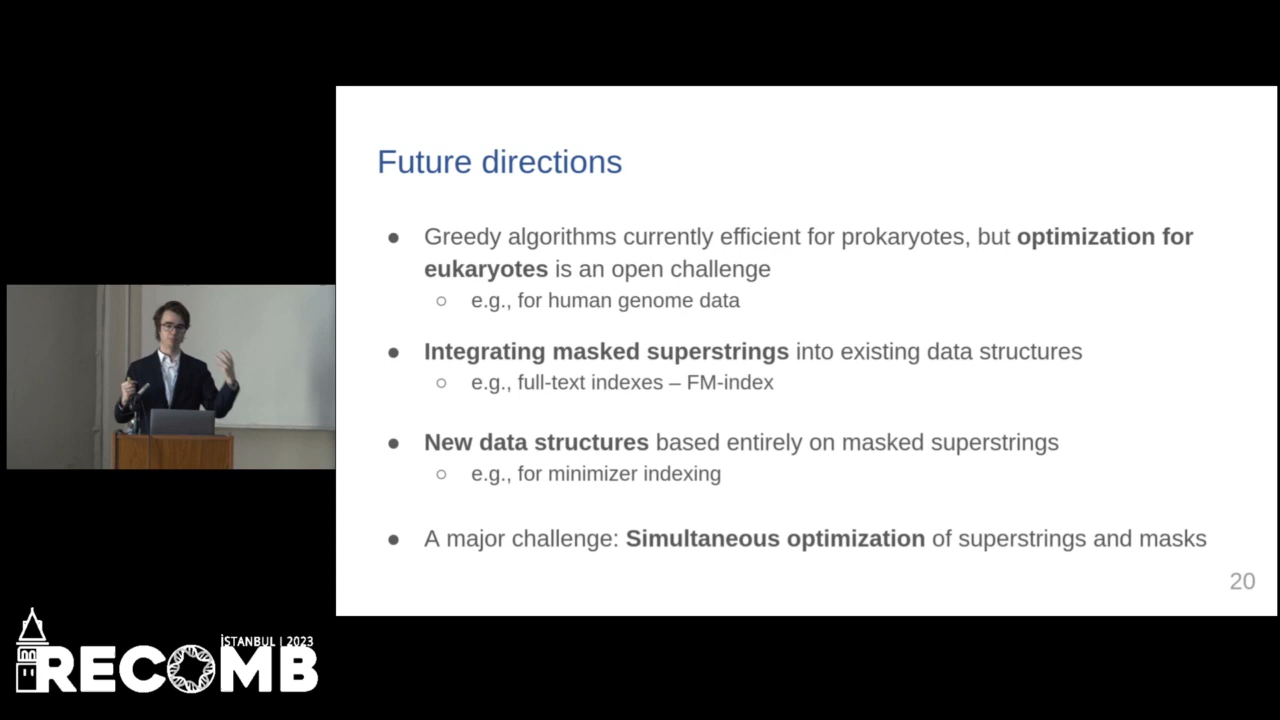 Future directions
● Greedy algorithms currently efficient for prokaryotes, but optimization for
eukaryotes is an open challenge
○ e.g., for human genome data
● Integrating masked superstrings into existing data structures
○ e.g., full-text indexes – FM-index
● New data structures based entirely on masked superstrings
○ e.g., for minimizer indexing
● A major challenge: Simultaneous optimization of superstrings and masks
20
İSTANBUL | 2023
RECOMB